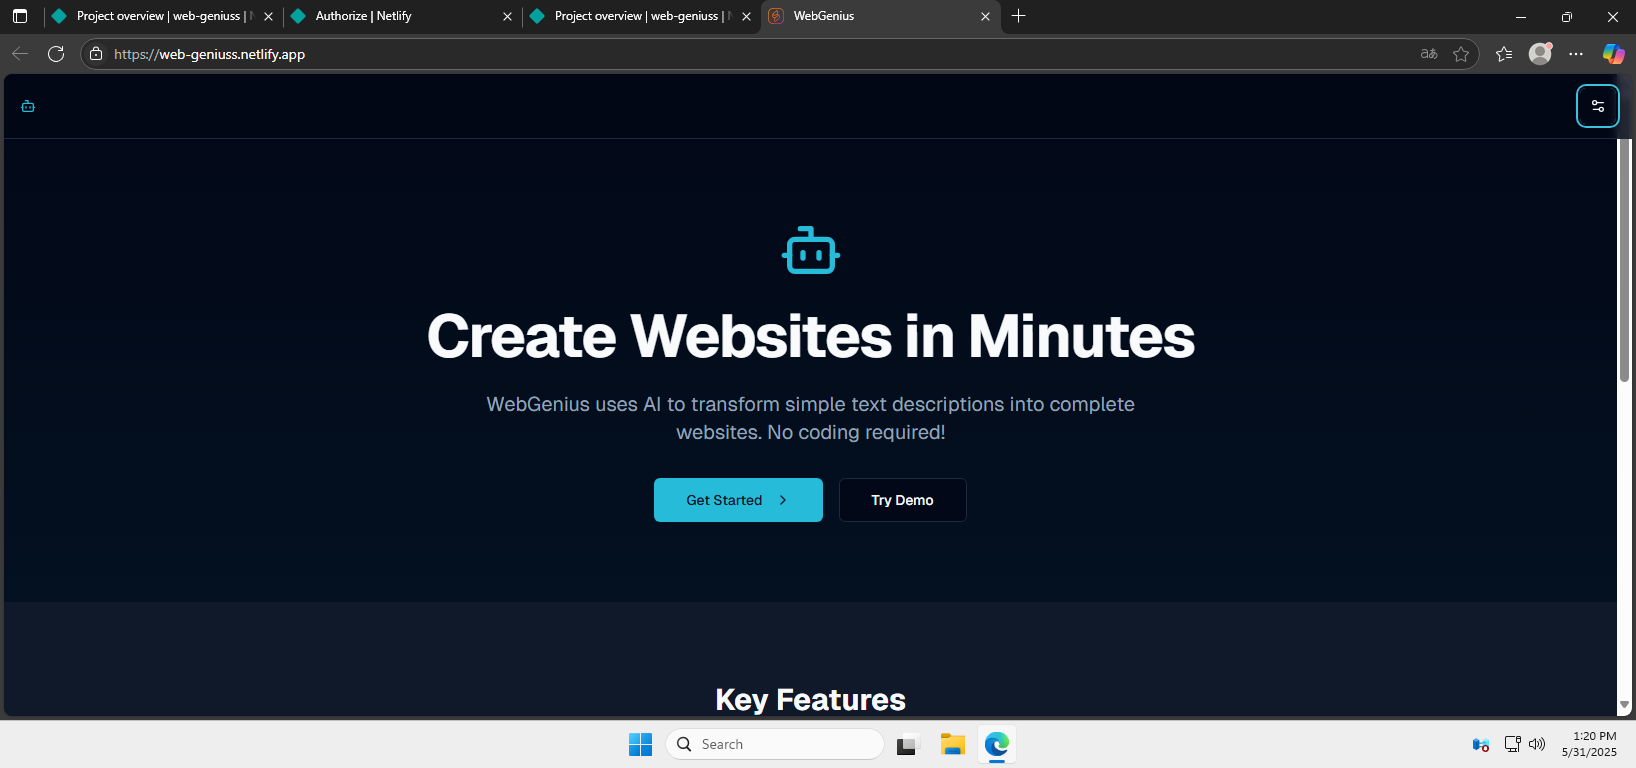 Project overview | web-geniuss |
Authorize | Netlify
Project overview | web-geniuss |
WebGenius
https://web-geniuss.netlify.app
Create Websites in Minutes
WebGenius uses AI to transform simple text descriptions into complete
websites. No coding required!
Get Started
Try Demo
Key Features
Search
1:20 PM
5/31/2025